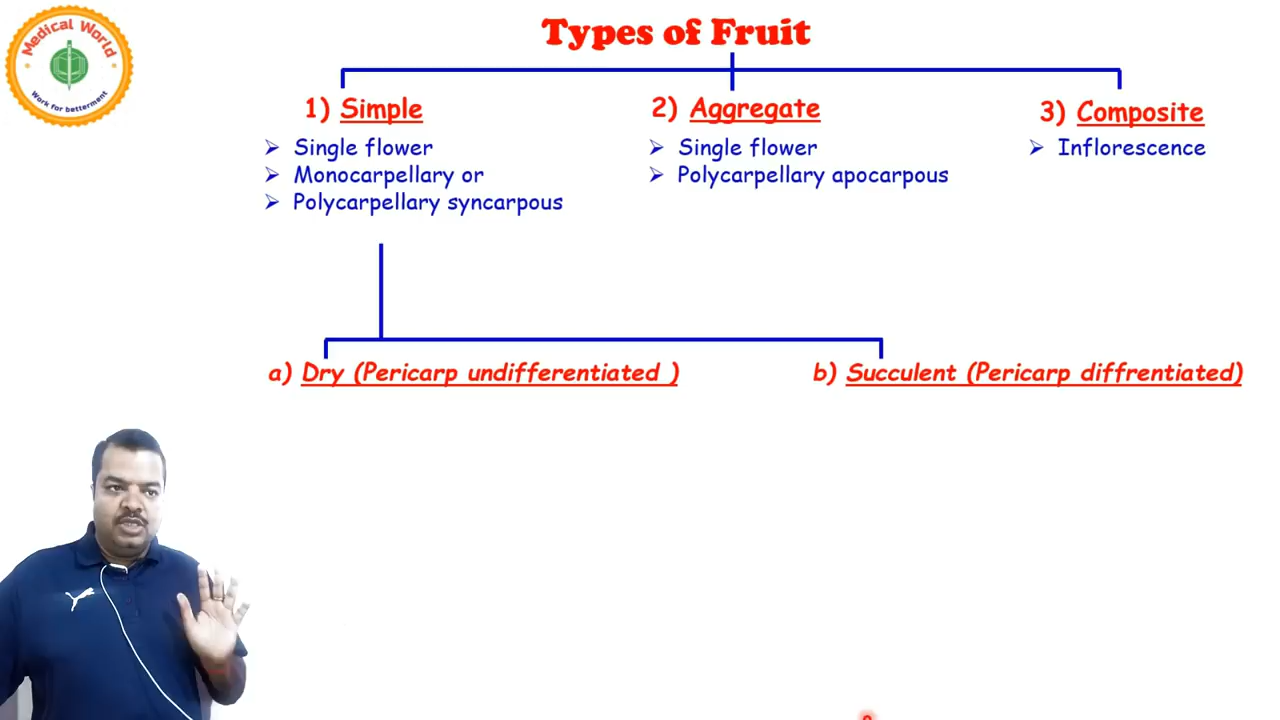 Medical World
Work for betterment
Types of Fruit
1) Simple
➢ Single flower
➢ Monocarpellary or
➢ Polycarpellary syncarpous
2) Aggregate
➢ Single flower
➢ Polycarpellary apocarpous
3) Composite
➢ Inflorescence
a) Dry (Pericarp undifferentiated )
b) Succulent (Pericarp diffrentiated)